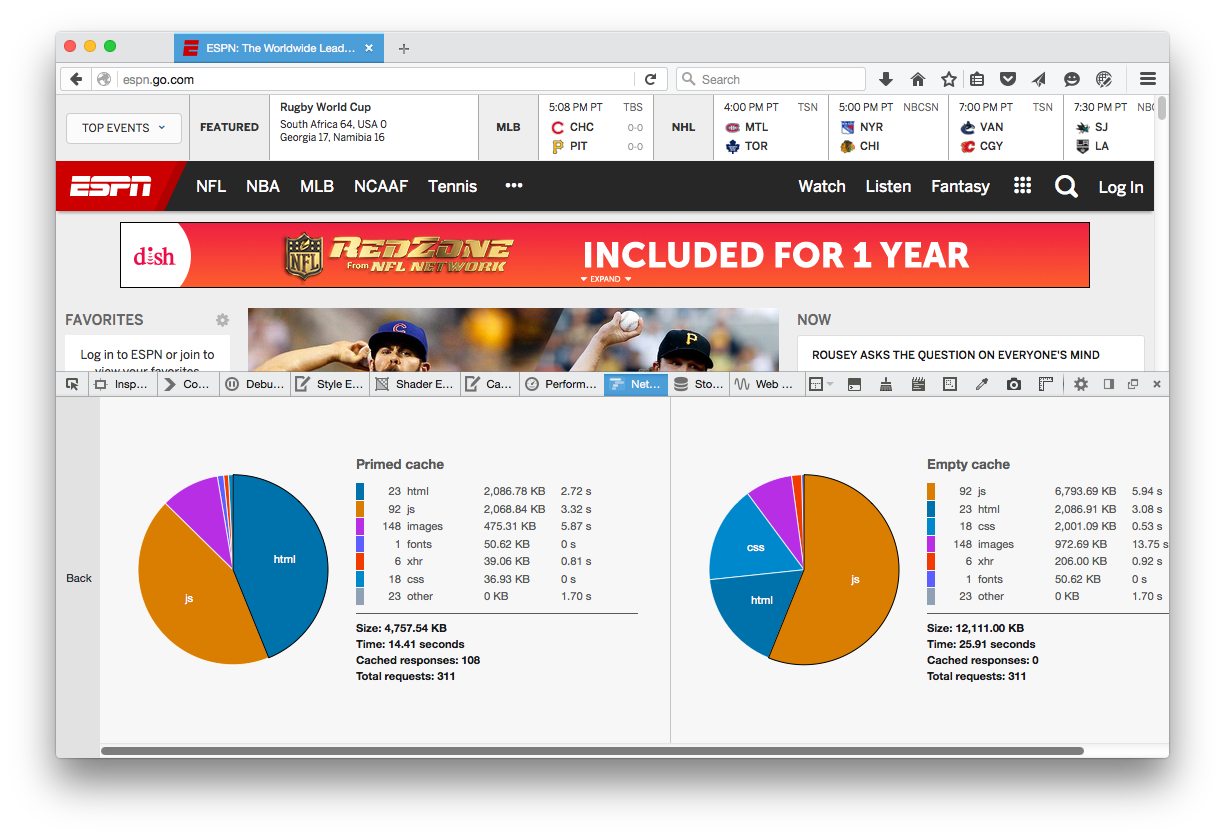 ESPN: The Worldwide Lead...
espn.go.com
Search
TOP EVENTS
FEATURED
Rugby World Cup
South Africa 64, USA 0
Georgia 17, Namibia 16
MLB
5:08 PM PT TBS
CHC 0-0
PIT 0-0
NHL
4:00 PM PT TSN
MTL
TOR
5:00 PM PT NBCSN
NYR
CHI
7:00 PM PT TSN
VAN
CGY
7:30 PM PT NBC
SJ
LA
ESPN NFL NBA MLB NCAAF Tennis ••• Watch Listen Fantasy Log In
dish
NFL
REDZONE
From NFL NETWORK
INCLUDED FOR 1 YEAR
EXPAND
FAVORITES
Log in to ESPN or join to
view your favorites
C
P
NOW
ROUSEY ASKS THE QUESTION ON EVERYONE'S MIND
Insp... Co... Debu... Style E... Shader E... Ca... Perform... Net... Sto... Web ...
Back
html
js
Primed cache
23 html 2,086.78 KB 2.72 s
92 js 2,068.84 KB 3.32 s
148 images 475.31 KB 5.87 s
1 fonts 50.62 KB 0 s
6 xhr 39.06 KB 0.81 s
18 css 36.93 KB 0 s
23 other 0 KB 1.70 s
Size: 4,757.54 KB
Time: 14.41 seconds
Cached responses: 108
Total requests: 311
css
js
html
Empty cache
92 js 6,793.69 KB 5.94 s
23 html 2,086.91 KB 3.08 s
18 css 2,001.09 KB 0.53 s
148 images 972.69 KB 13.75 s
6 xhr 206.00 KB 0.92 s
1 fonts 50.62 KB 0 s
23 other 0 KB 1.70 s
Size: 12,111.00 KB
Time: 25.91 seconds
Cached responses: 0
Total requests: 311